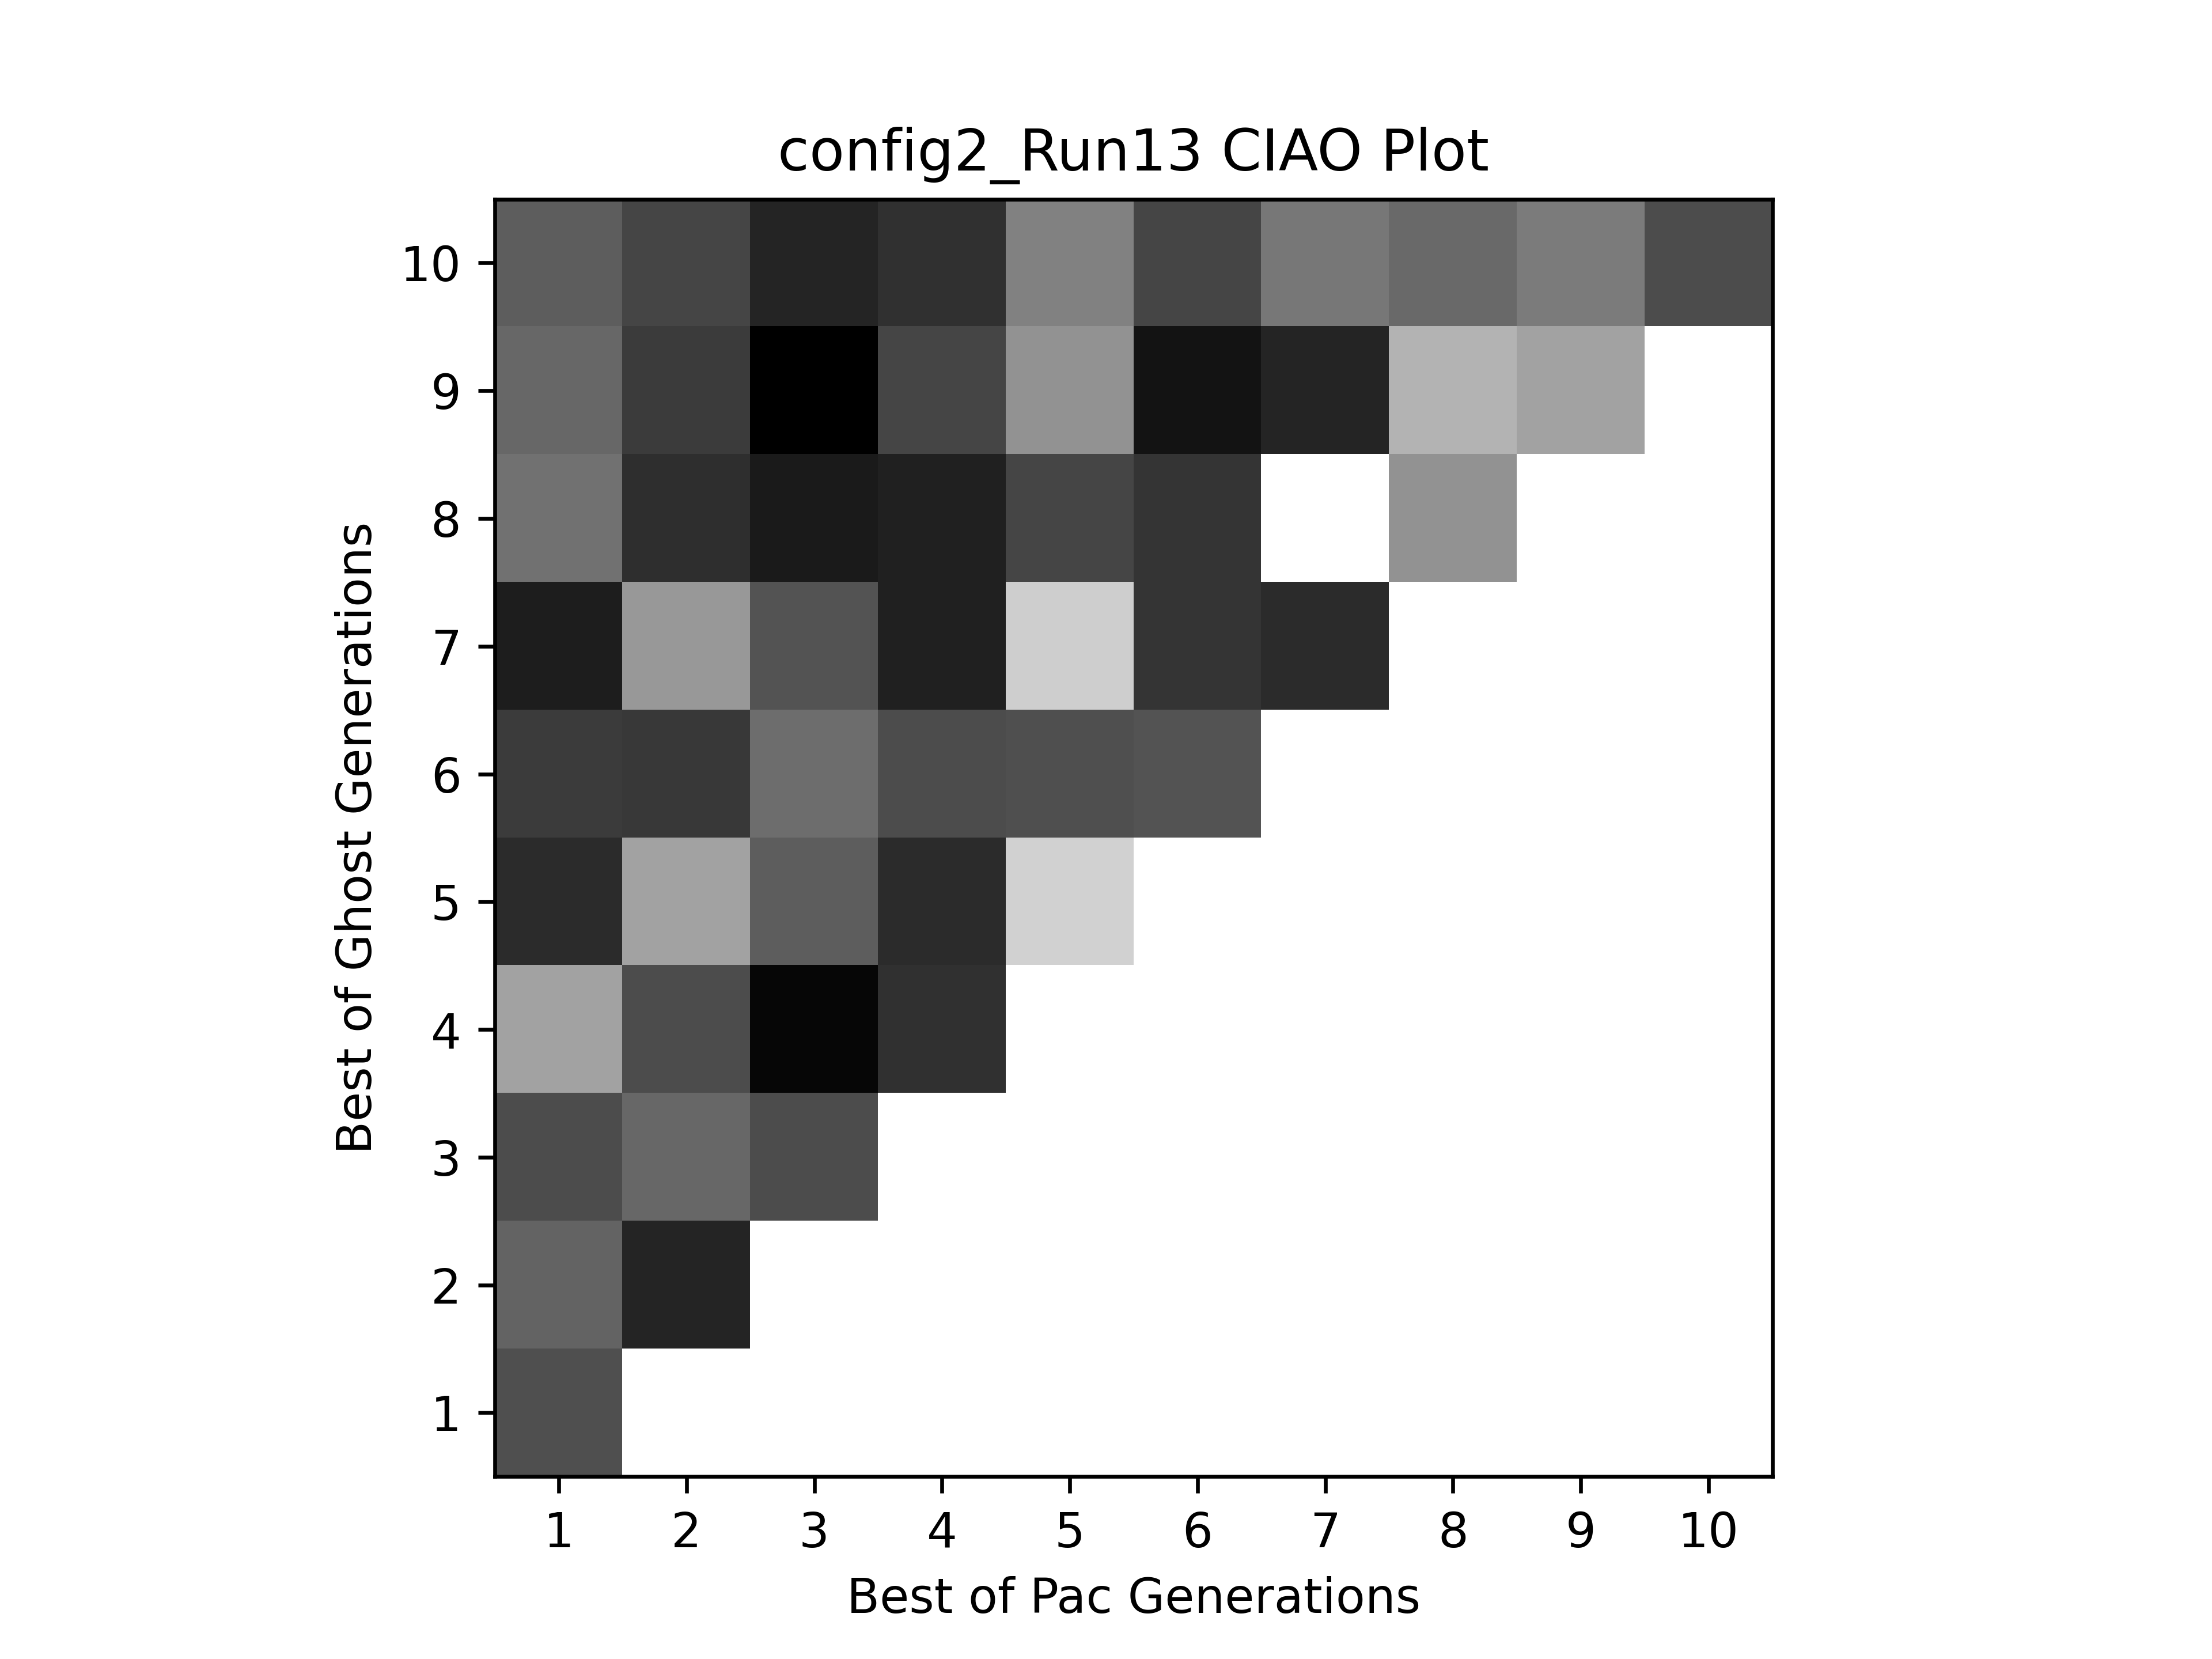 config2_Run13 CIAO Plot
Best of Ghost Generations
10
9
8
7
6
5
4
3
2
1
1 2 3 4 5 6 7 8 9 10
Best of Pac Generations